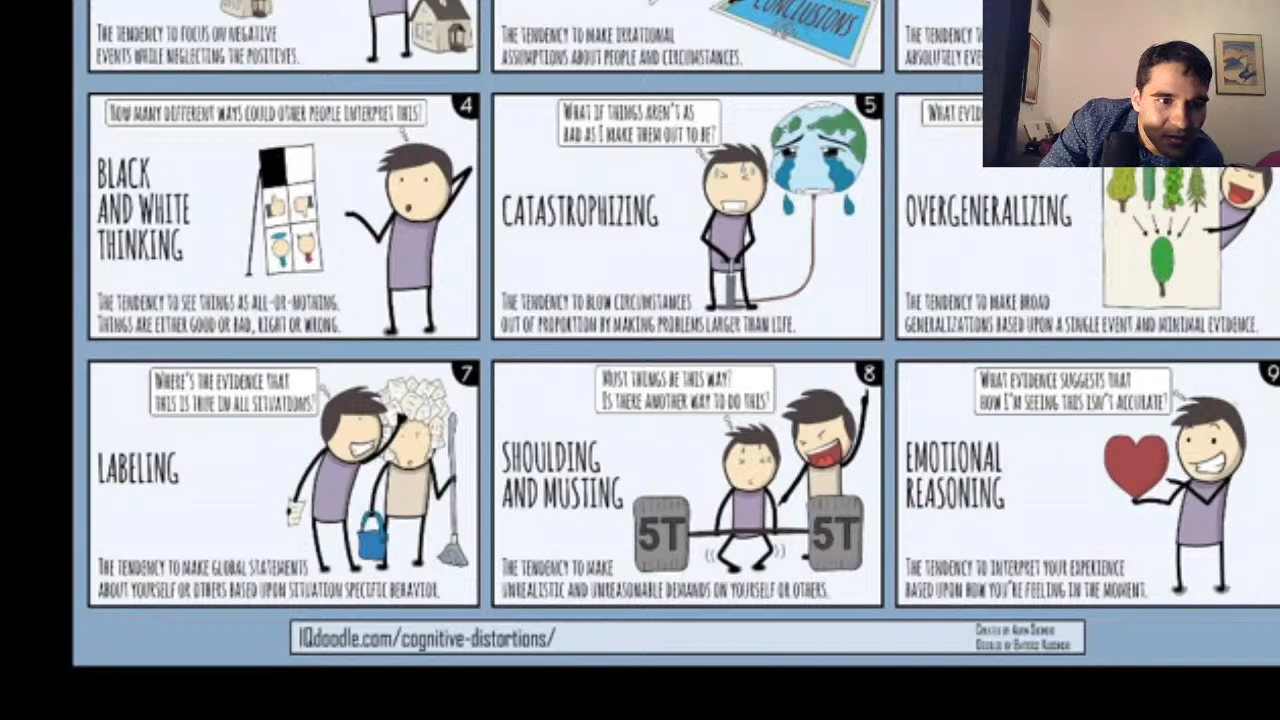 THE TENDENCY TO FOCUS ON NEGATIVE
EVENTS WHILE NEGLECTING THE POSITIVES.
CONCLUSIONS
THE TENDENCY TO MAKE IRRATIONAL
ASSUMPTIONS ABOUT PEOPLE AND CIRCUMSTANCES.
THE TENDENCY
ABSOLUTELY
4
HOW MANY DIFFERENT WAYS COULD OTHER PEOPLE INTERPRET THIS?
BLACK
AND WHITE
THINKING
THE TENDENCY TO SEE THINGS AS ALL-OR-NOTHING.
THINGS ARE EITHER GOOD OR BAD, RIGHT OR WRONG.
5
WHAT IF THINGS AREN'T AS
BAD AS I MAKE THEM OUT TO BE?
CATASTROPHIZING
THE TENDENCY TO BLOW CIRCUMSTANCES
OUT OF PROPORTION BY MAKING PROBLEMS LARGER THAN LIFE.
WHAT
OVERGENERALIZING
THE TENDENCY TO MAKE BROAD
GENERALIZATIONS BASED UPON A SINGLE EVENT AND MINIMAL EVIDENCE.
7
WHERE'S THE EVIDENCE THAT
THIS IS TRUE IN ALL SITUATIONS?
LABELING
THE TENDENCY TO MAKE GLOBAL STATEMENTS
ABOUT YOURSELF OR OTHERS BASED UPON SITUATION SPECIFIC BEHAVIOR.
8
MUST THINGS BE THIS WAY?
IS THERE ANOTHER WAY TO DO THIS?
SHOULDING
AND MUSTING
5T 5T
THE TENDENCY TO MAKE
UNREALISTIC AND UNREASONABLE DEMANDS ON YOURSELF OR OTHERS.
9
WHAT EVIDENCE SUGGESTS THAT
HOW I'M SEEING THIS ISN'T ACCURATE?
EMOTIONAL
REASONING
THE TENDENCY TO INTERPRET YOUR EXPERIENCE
BASED UPON HOW YOU'RE FEELING IN THE MOMENT.
IQdoodle.com/cognitive-distortions/
CREATED BY
DOODLED BY